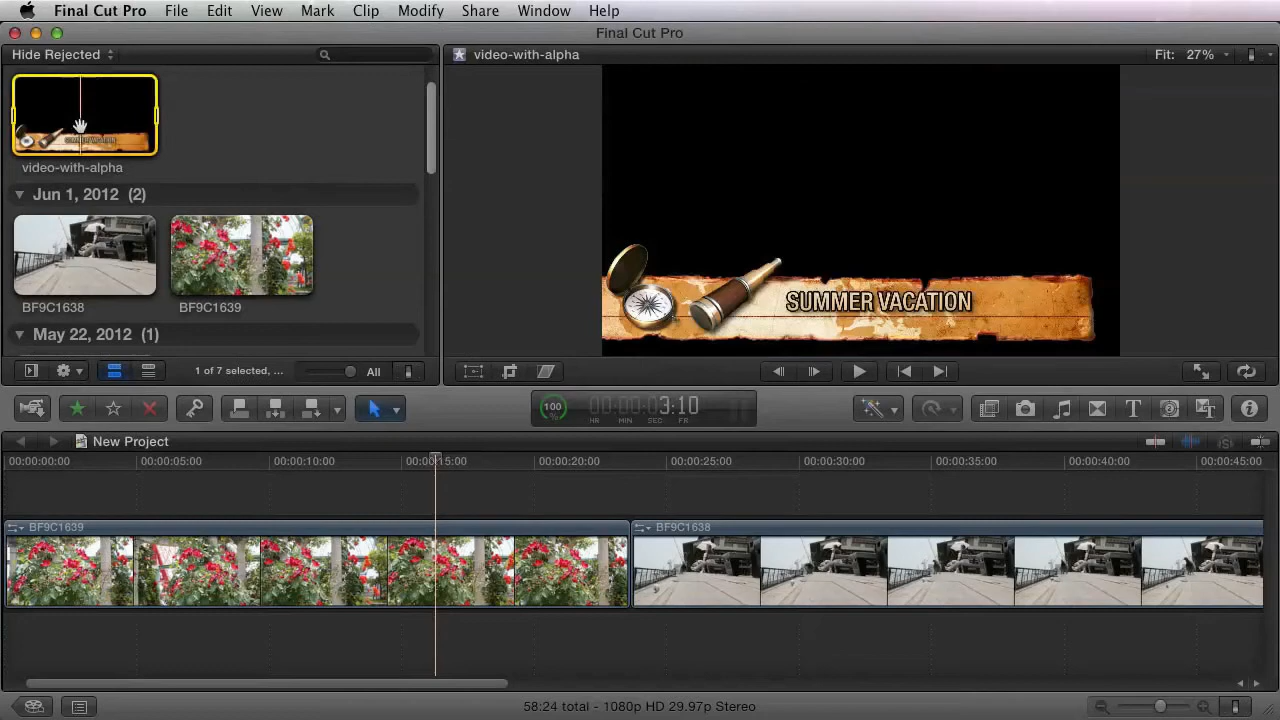 Final Cut Pro File Edit View Mark Clip Modify Share Window Help
Final Cut Pro
Hide Rejected
video-with-alpha
Fit: 27%
SUMMER VACATION
video-with-alpha
Jun 1, 2012 (2)
SUMMER VACATION
BF9C1638 BF9C1639
May 22, 2012 (1)
1 of 7 selected, ... All
100 % 00:00:03:10
HR MIN SEC FR
New Project
00:00:00:00 00:00:05:00 00:00:10:00 00:00:15:00 00:00:20:00 00:00:25:00 00:00:30:00 00:00:35:00 00:00:40:00 00:00:45:00
BF9C1639 BF9C1638
58:24 total - 1080p HD 29.97p Stereo